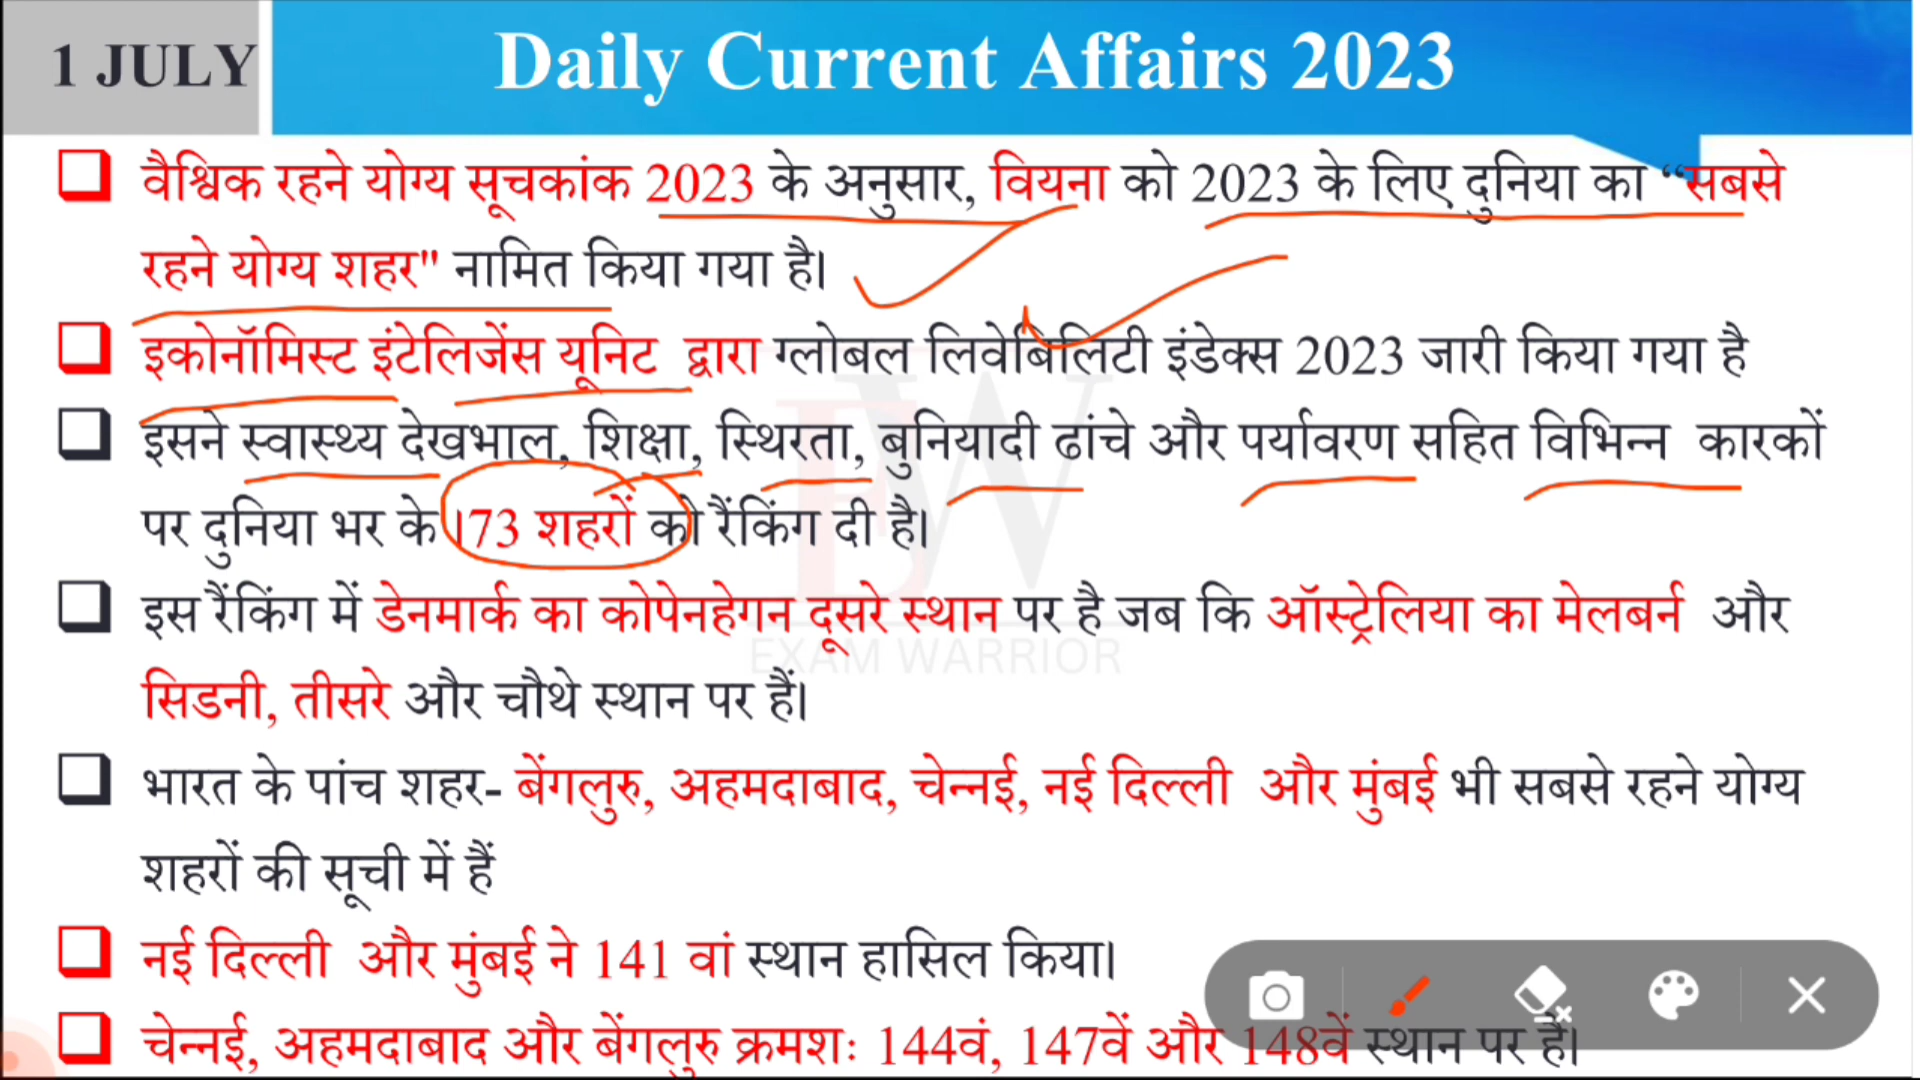 1 JULY
Daily Current Affairs 2023
वैश्विक रहने योग्य सूचकांक 2023 के अनुसार, वियना को 2023 के लिए दुनिया का “सबसे
रहने योग्य शहर" नामित किया गया है।
इकोनॉमिस्ट इंटेलिजेंस यूनिट द्वारा ग्लोबल लिवेबिलिटी इंडेक्स 2023 जारी किया गया है
इसने स्वास्थ्य देखभाल, शिक्षा, स्थिरता, बुनियादी ढांचे और पर्यावरण सहित विभिन्न कारकों
पर दुनिया भर के 173 शहरों को रैंकिंग दी है।
इस रैंकिंग में डेनमार्क का कोपेनहेगन दूसरे स्थान पर है जब कि ऑस्ट्रेलिया का मेलबर्न और
सिडनी, तीसरे और चौथे स्थान पर हैं।
भारत के पांच शहर- बेंगलुरु, अहमदाबाद, चेन्नई, नई दिल्ली और मुंबई भी सबसे रहने योग्य
शहरों की सूची में हैं
नई दिल्ली और मुंबई ने 141 वां स्थान हासिल किया।
चेन्नई, अहमदाबाद और बेंगलुरु क्रमशः 144वं, 147वें और 148वें स्थान पर हैं।
EXAM WARRIOR